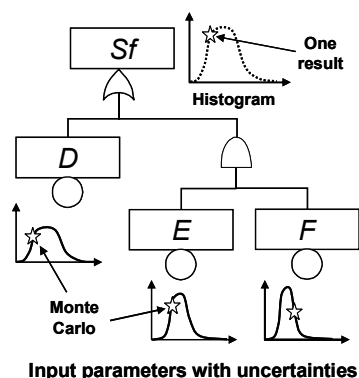 Sf
One
result
Histogram
D
E
F
Monte
Carlo
Input parameters with uncertainties